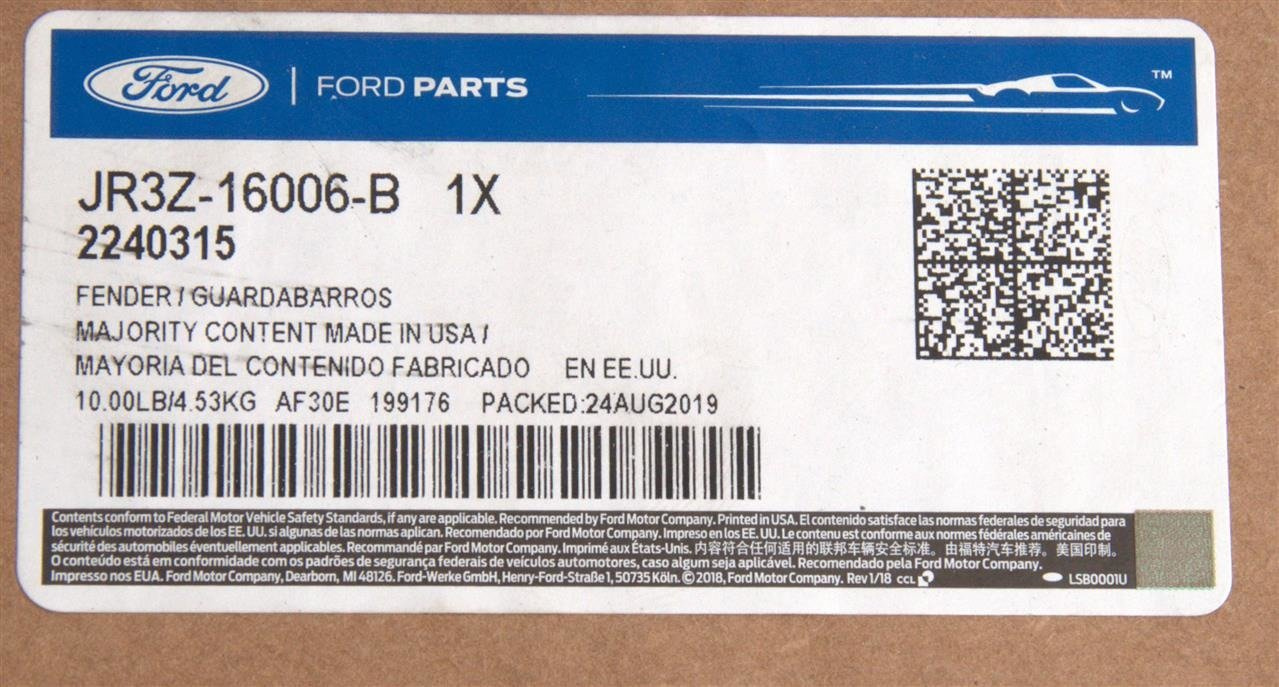 Ford | FORD PARTS ™
JR3Z-16006-B 1X
2240315
FENDER / GUARDABARROS
MAJORITY CONTENT MADE IN USA /
MAYORIA DEL CONTENIDO FABRICADO EN EE.UU.
10.00LB/4.53KG AF30E 199176 PACKED:24AUG2019
Contents conform to Federal Motor Vehicle Safety Standards, if any are applicable. Recommended by Ford Motor Company. Printed in USA. El contenido satisface las normas federales de seguridad para
los vehículos motorizados de los EE. UU. si algunas de las normas aplican. Recomendado por Ford Motor Company. Impreso en los EE. UU. Le contenu est conforme aux normes fédérales américaines de
sécurité des automobiles éventuellement applicables. Recommandé par Ford Motor Company. Imprimé aux États-Unis. 内容符合任何适用的联邦车辆安全标准。由福特汽车推荐。美国印制。
O conteúdo está em conformidade com os padrões de segurança federais de veículos automotores, caso algum seja aplicável. Recomendado pela Ford Motor Company.
Impresso nos EUA. Ford Motor Company, Dearborn, MI 48126. Ford-Werke GmbH, Henry-Ford-Straße 1, 50735 Köln. © 2018, Ford Motor Company. Rev 1/18 CCL LSB0001U